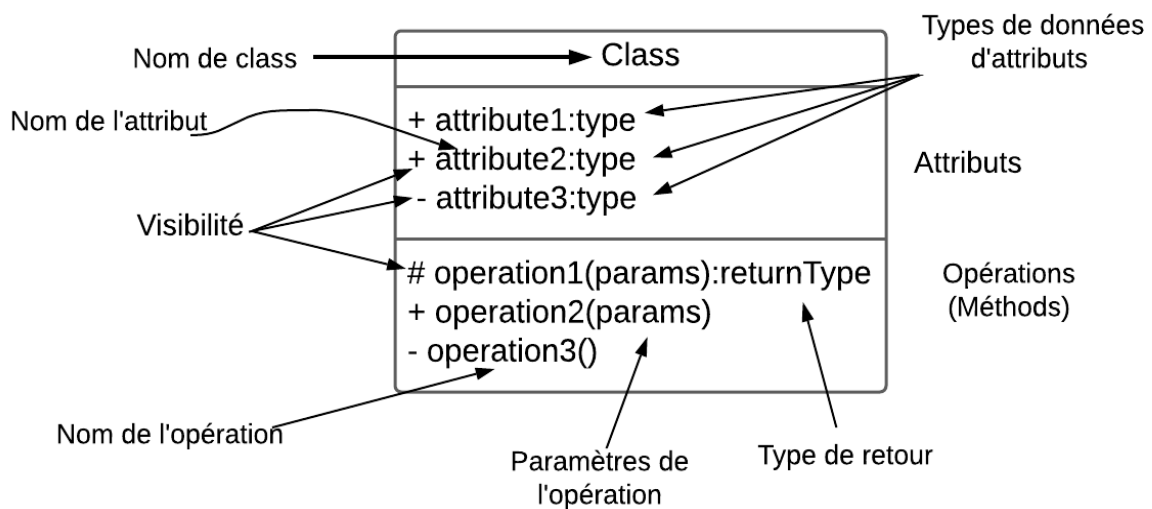 Types de données
d'attributs
Nom de class
Class
Nom de l'attribut
+ attribute1:type
+ attribute2:type
- attribute3:type
Attributs
Visibilité
# operation1(params):returnType
+ operation2(params)
- operation3()
Opérations
(Méthods)
Nom de l'opération
Paramètres de
l'opération
Type de retour